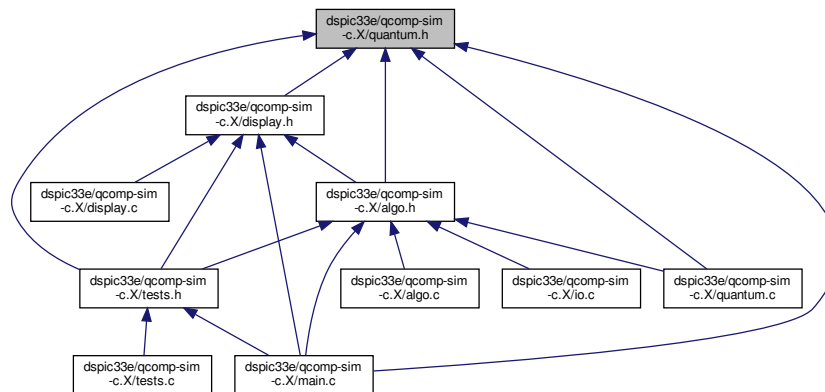 dspic33e/qcomp-sim
-c.X/quantum.h
dspic33e/qcomp-sim
-c.X/display.h
dspic33e/qcomp-sim
-c.X/display.c
dspic33e/qcomp-sim
-c.X/algo.h
dspic33e/qcomp-sim
-c.X/tests.h
dspic33e/qcomp-sim
-c.X/algo.c
dspic33e/qcomp-sim
-c.X/io.c
dspic33e/qcomp-sim
-c.X/quantum.c
dspic33e/qcomp-sim
-c.X/tests.c
dspic33e/qcomp-sim
-c.X/main.c